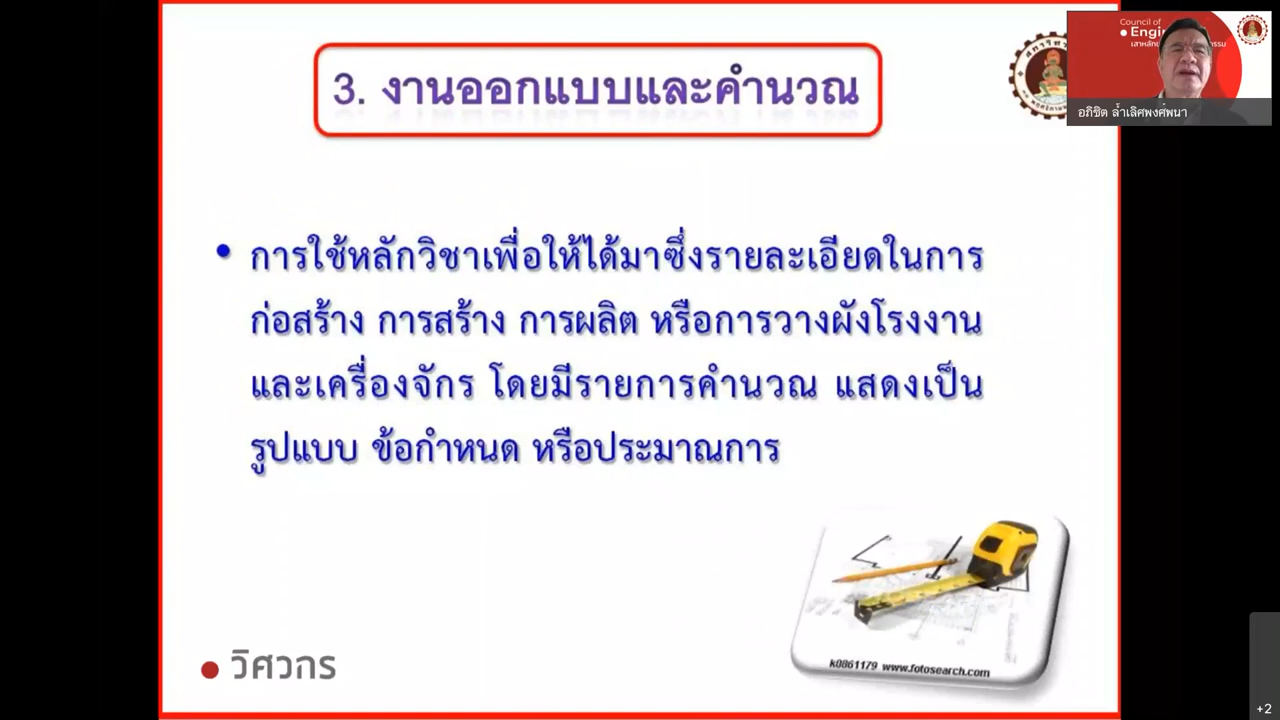 3. งานออกแบบและคำนวณ
Council of
Engi
อภิชิต ล้ำเลิศพงศ์พนา
• การใช้หลักวิชาเพื่อให้ได้มาซึ่งรายละเอียดในการ
ก่อสร้าง การสร้าง การผลิต หรือการวางผังโรงงาน
และเครื่องจักร โดยมีรายการคำนวณ แสดงเป็น
รูปแบบ ข้อกำหนด หรือประมาณการ
k0861179 www.fotosearch.com
• วิศวกร
+2